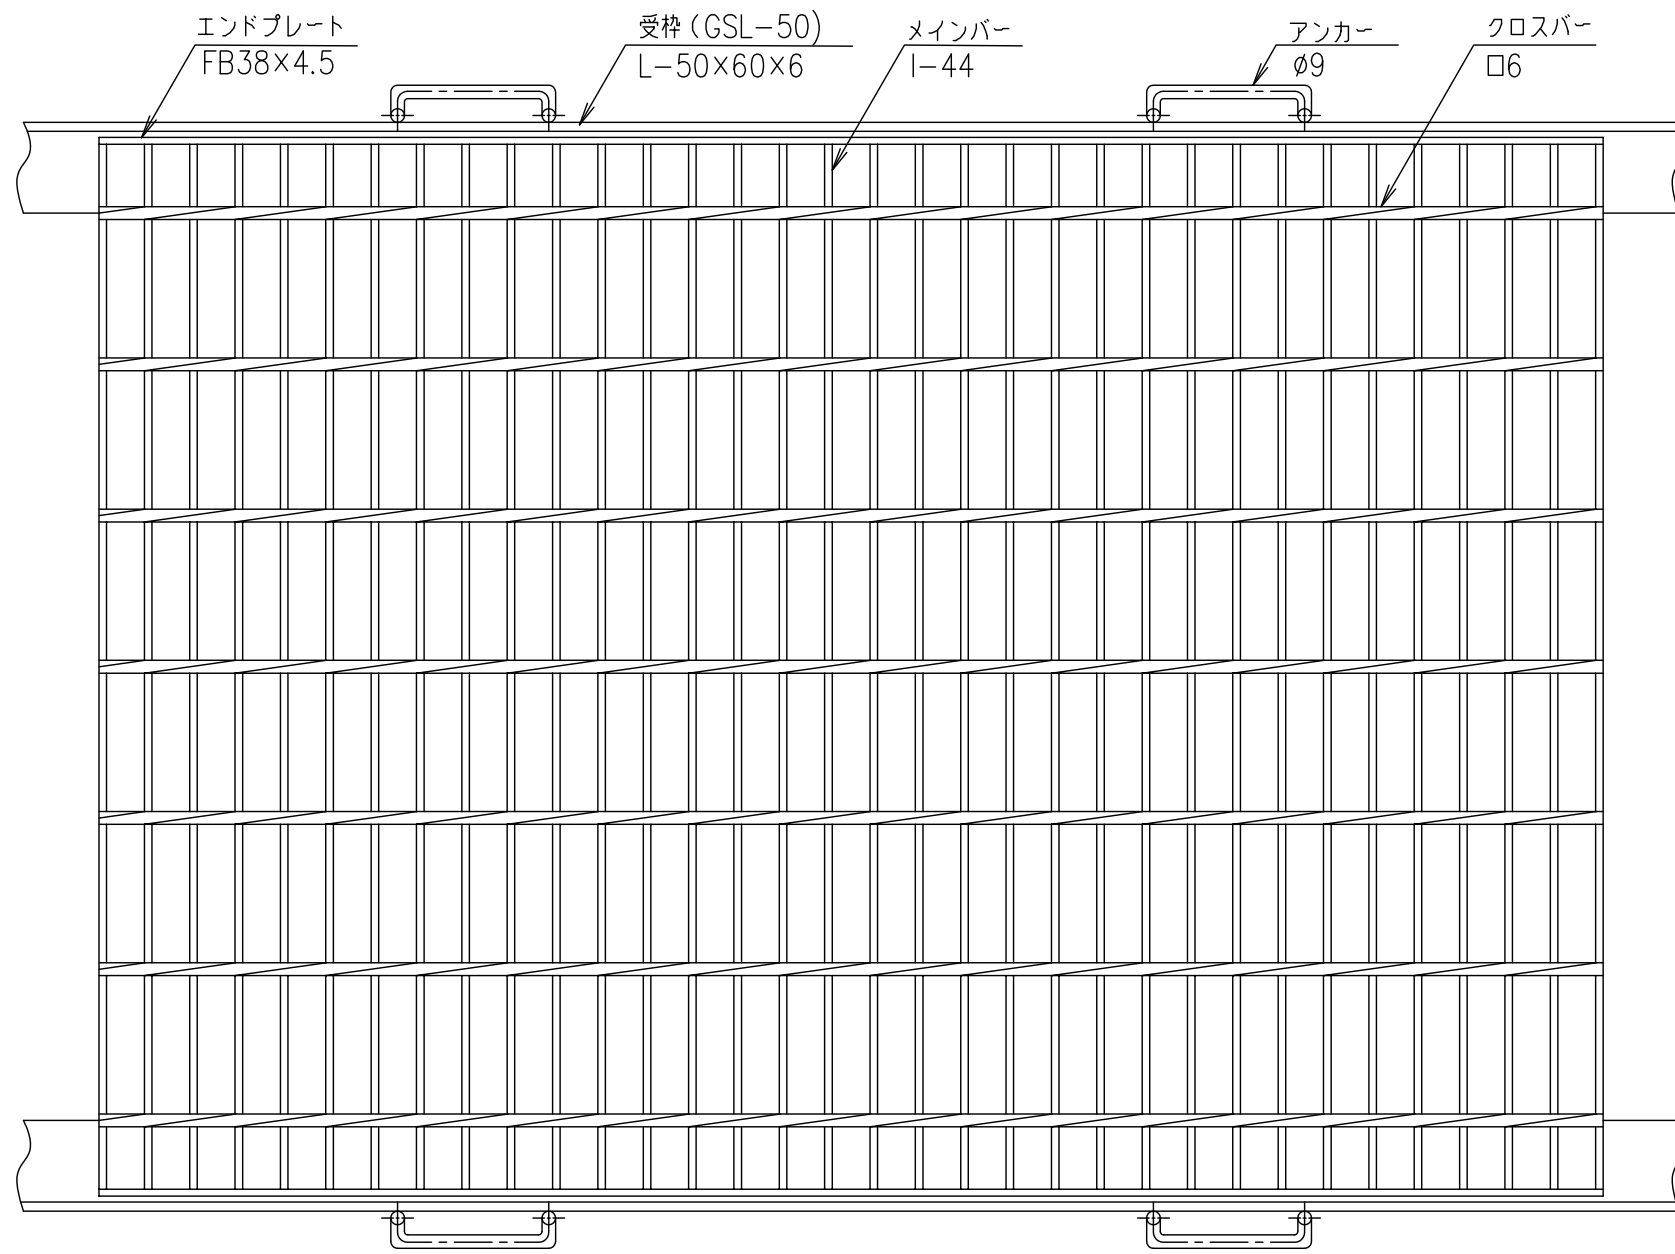 エンドプレート
FB38×4.5
受枠(GSL-50)
L-50×60×6
メインバー
I-44
アンカー
φ9
クロスバー
□6